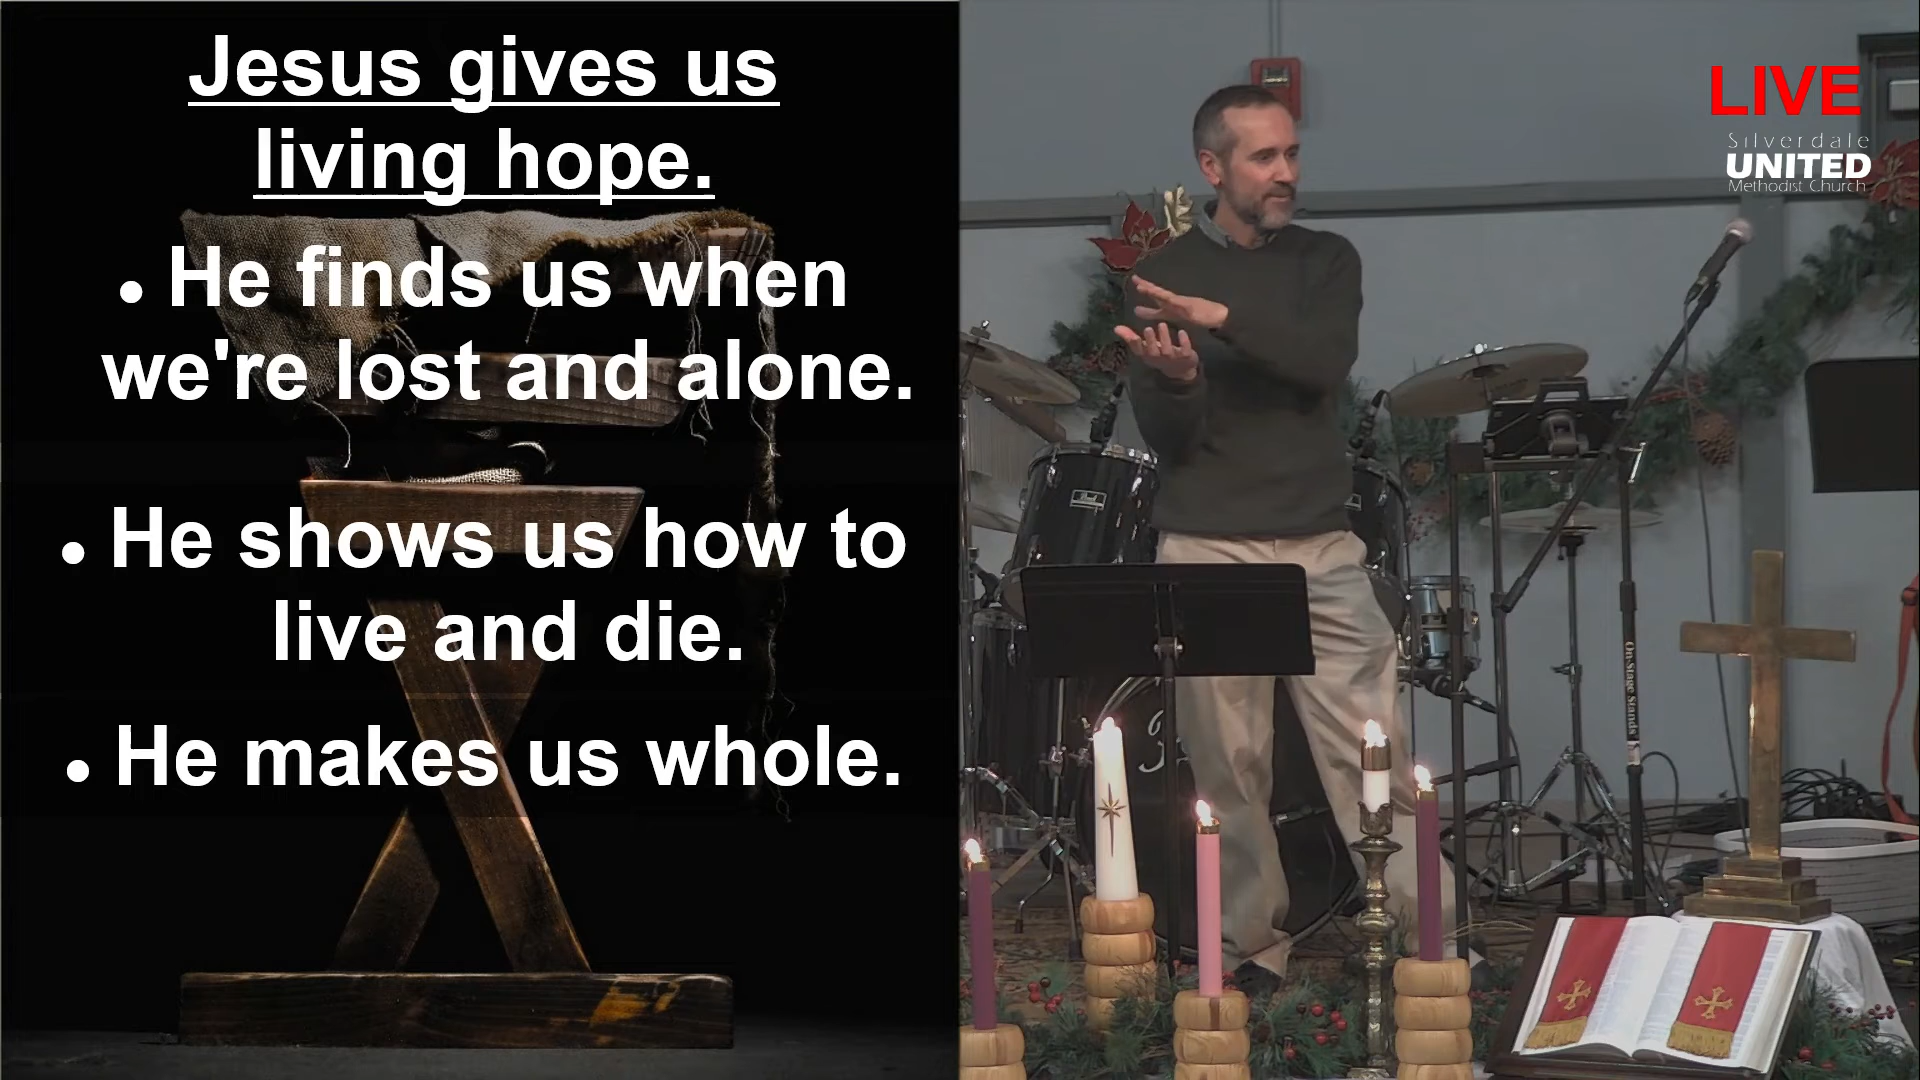 Jesus gives us
living hope.
• He finds us when
we're lost and alone.
• He shows us how to
live and die.
• He makes us whole.
LIVE
Silverdale
UNITED
Methodist Church
Pearl
On-Stage Stands